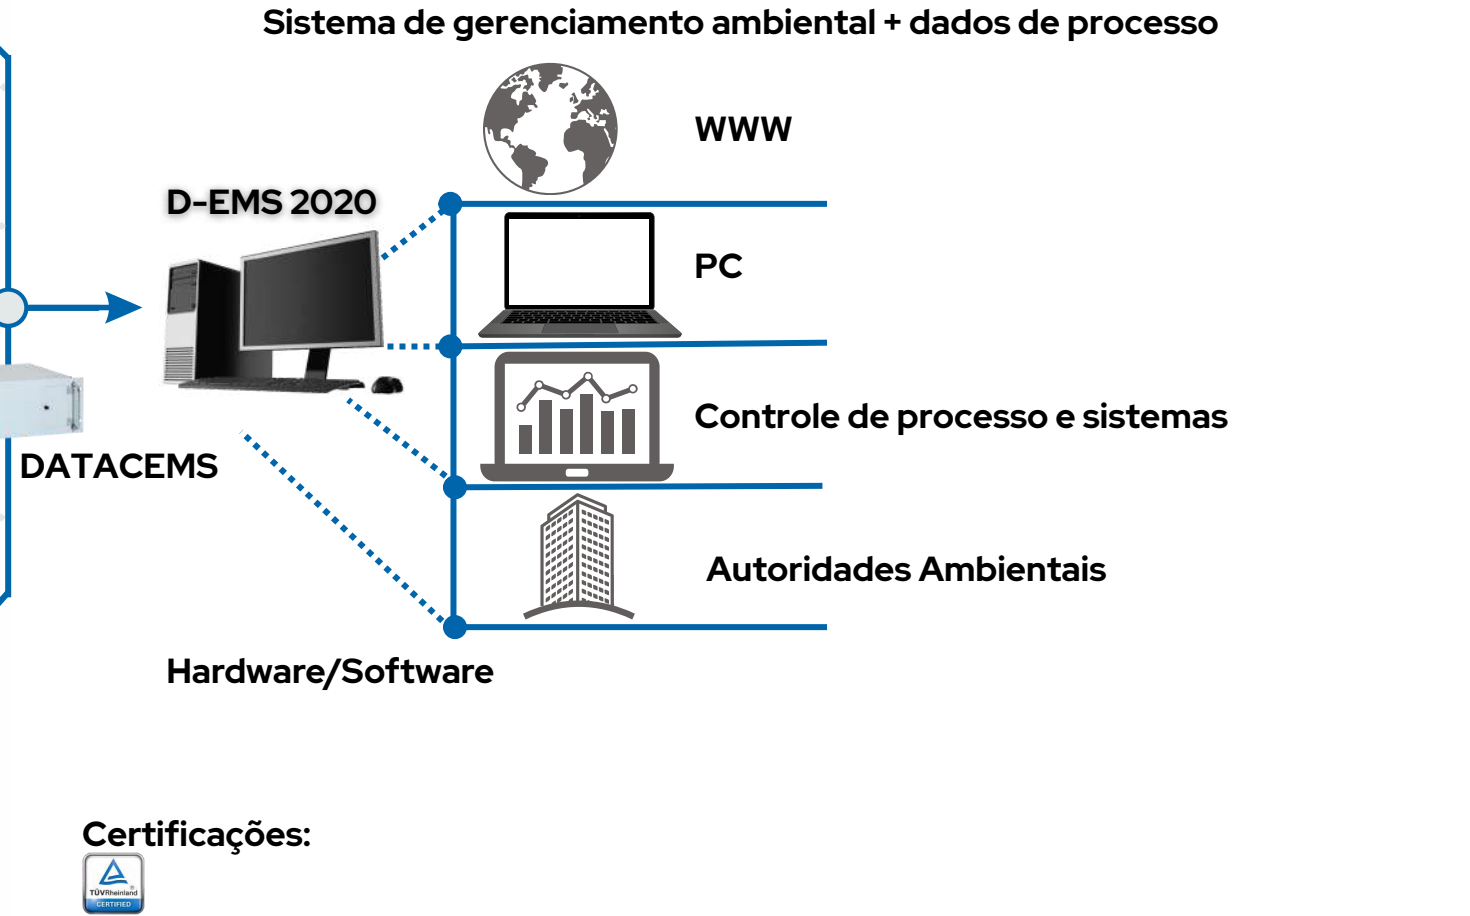 Sistema de gerenciamento ambiental + dados de processo
WWW
D-EMS 2020
PC
Controle de processo e sistemas
DATACEMS
Autoridades Ambientais
Hardware/Software
Certificações:
TÜVRheinland
CERTIFIED